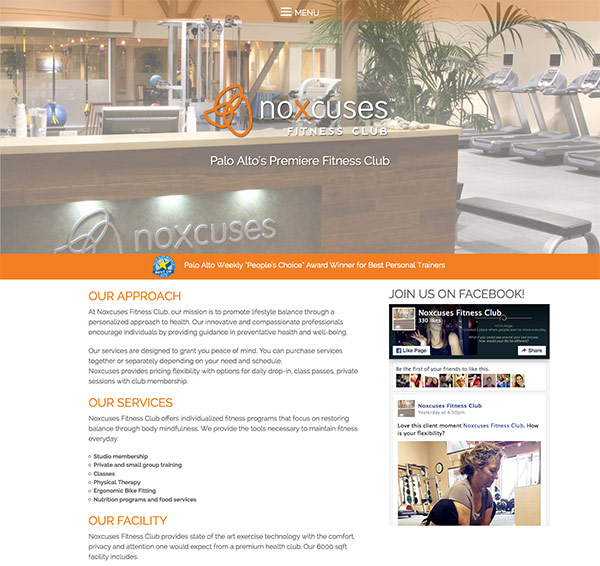 MENU
noxcuses
FITNESS CLUB
Palo Alto's Premiere Fitness Club
noxcuses
Palo Alto Weekly "People's Choice" Award Winner for Best Personal Trainers
OUR APPROACH
At Noxcuses Fitness Club, our mission is to promote lifestyle balance through a
personalized approach to health. Our innovative and compassionate professionals
encourage individuals by providing guidance in preventative health and well-being.
Our services are designed to grant you peace of mind. You can purchase services
together or separately depending on your need and schedule.
Noxcuses provides pricing flexibility with options for daily drop-in, class passes, private
sessions with club membership.
OUR SERVICES
Noxcuses Fitness Club offers individualized fitness programs that focus on restoring
balance through body mindfulness. We provide the tools necessary to maintain fitness
everyday.
Studio membership
Private and small group training
Classes
Physical Therapy
Ergonomic Bike Fitting
Nutrition programs and food services
OUR FACILITY
Noxcuses Fitness Club provides state of the art exercise technology with the comfort,
privacy and attention one would expect from a premium health club. Our 6000 sqft
facility includes:
JOIN US ON FACEBOOK!
Noxcuses Fitness Club
330 likes
Like Page
Share
Be the first of your friends to like this.
Noxcuses Fitness Club
Yesterday at 4:50pm
Love this client moment Noxcuses Fitness Club. How
is your flexibility?